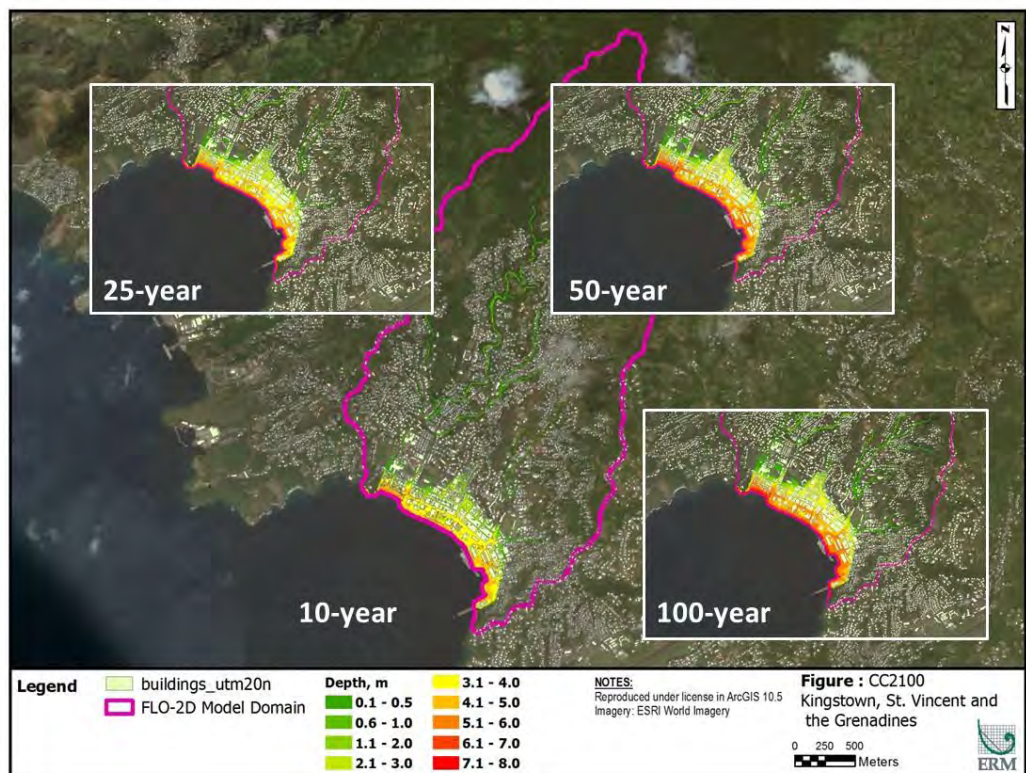 N
25-year
50-year
10-year
100-year
Legend
buildings_utm20n
FLO-2D Model Domain
Depth, m
0.1 - 0.5
0.6 - 1.0
1.1 - 2.0
2.1 - 3.0
3.1 - 4.0
4.1 - 5.0
5.1 - 6.0
6.1 - 7.0
7.1 - 8.0
NOTES:
Reproduced under license in ArcGIS 10.5
Imagery: ESRI World Imagery
Figure : CC2100
Kingstown, St. Vincent and
the Grenadines
0 250 500
Meters
ERM